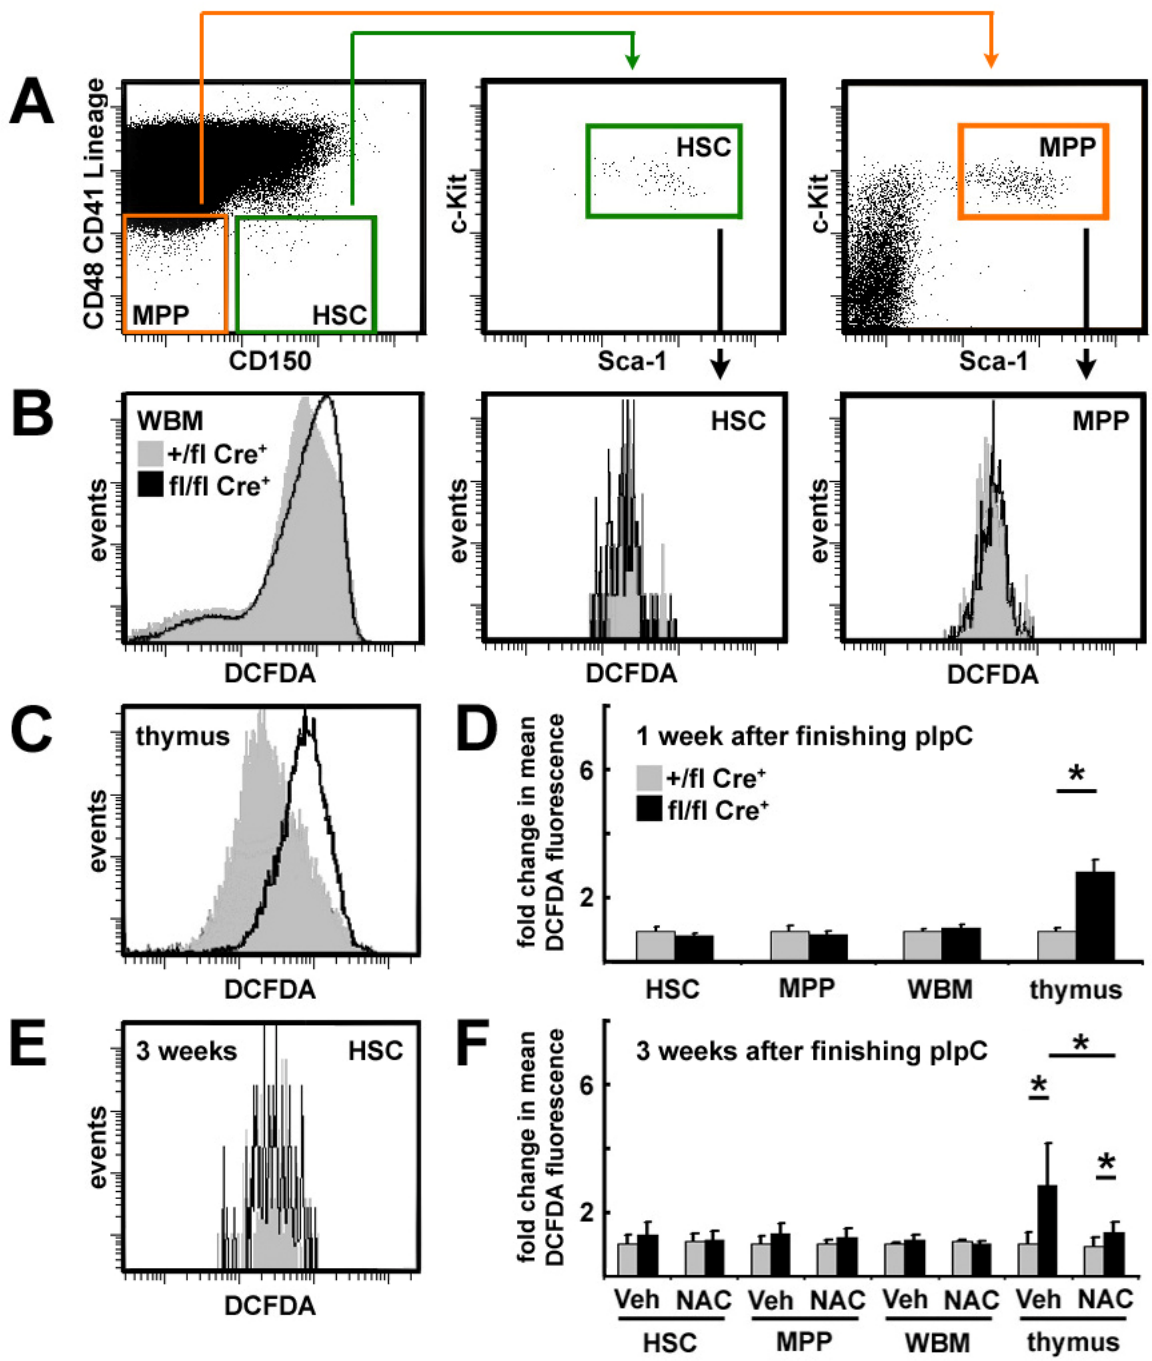 A
CD48 CD41 Lineage
MPP
HSC
CD150
c-Kit
HSC
Sca-1
c-Kit
MPP
Sca-1
B
events
WBM
+/fl Cre⁺
fl/fl Cre⁺
DCFDA
events
HSC
DCFDA
events
MPP
DCFDA
C
events
thymus
DCFDA
D
fold change in mean
DCFDA fluorescence
1 week after finishing pIpC
+/fl Cre⁺
fl/fl Cre⁺
6
2
*
HSC
MPP
WBM
thymus
E
events
3 weeks
HSC
DCFDA
F
fold change in mean
DCFDA fluorescence
3 weeks after finishing pIpC
6
2
*
*
*
Veh NAC Veh NAC Veh NAC Veh NAC
HSC MPP WBM thymus